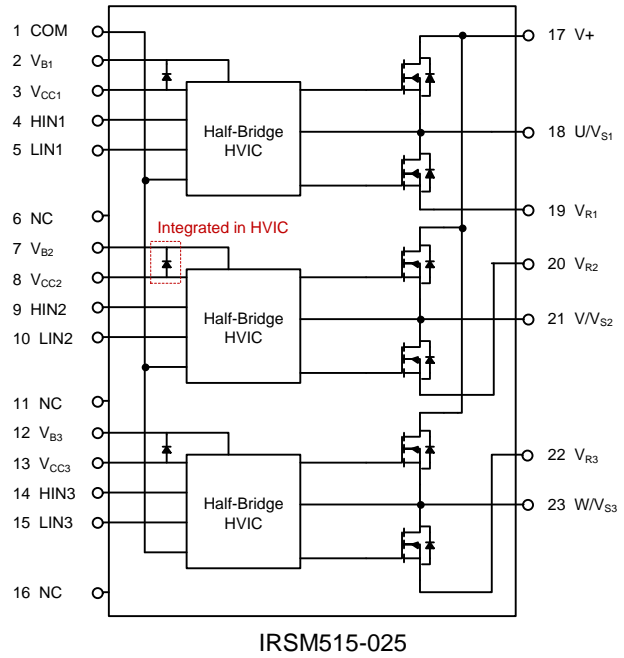 1 COM
2 VB1
3 VCC1
4 HIN1
5 LIN1
6 NC
7 VB2
8 VCC2
9 HIN2
10 LIN2
11 NC
12 VB3
13 VCC3
14 HIN3
15 LIN3
16 NC
Half-Bridge
HVIC
Integrated in HVIC
Half-Bridge
HVIC
Half-Bridge
HVIC
17 V+
18 U/VS1
19 VR1
20 VR2
21 V/VS2
22 VR3
23 W/VS3
IRSM515-025